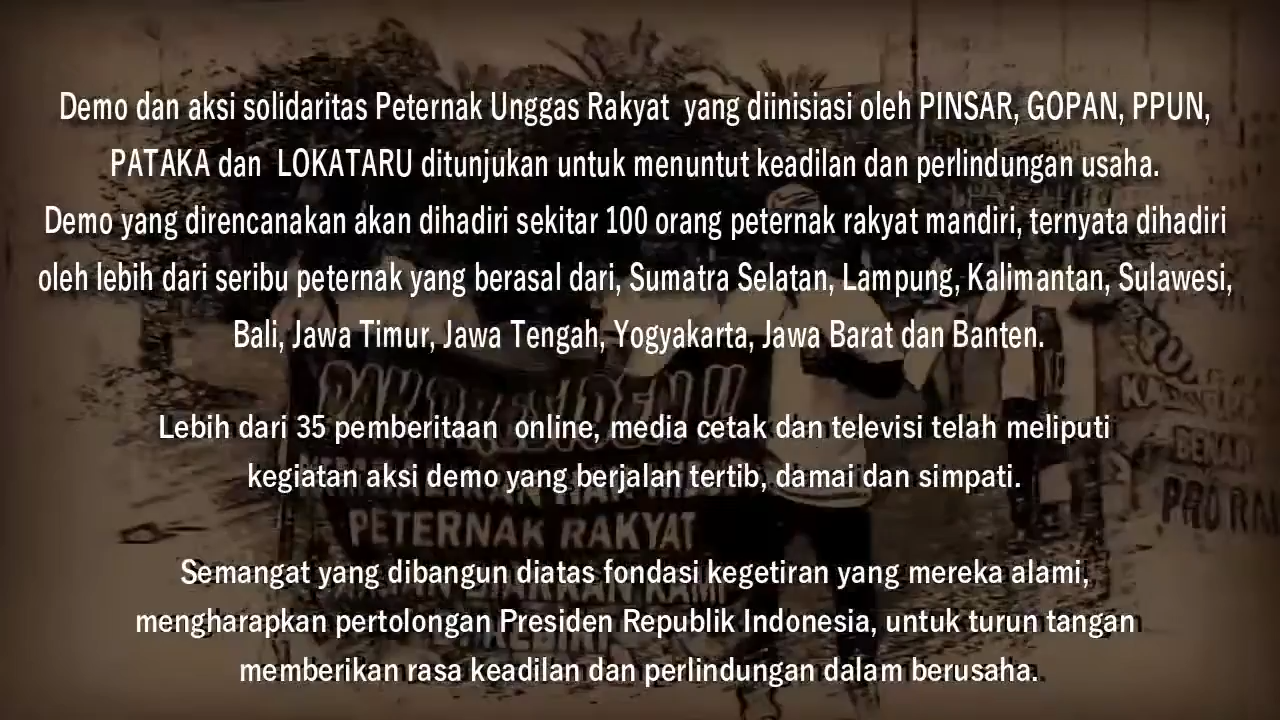 Demo dan aksi solidaritas Peternak Unggas Rakyat  yang diinisiasi oleh PINSAR, GOPAN, PPUN,
PATAKA dan  LOKATARU ditunjukan untuk menuntut keadilan dan perlindungan usaha.
Demo yang direncanakan akan dihadiri sekitar 100 orang peternak rakyat mandiri, ternyata dihadiri
oleh lebih dari seribu peternak yang berasal dari, Sumatra Selatan, Lampung, Kalimantan, Sulawesi,
Bali, Jawa Timur, Jawa Tengah, Yogyakarta, Jawa Barat dan Banten.
PAK PRESIDEN !!
Lebih dari 35 pemberitaan  online, media cetak dan televisi telah meliputi
kegiatan aksi demo yang berjalan tertib, damai dan simpati.
PETERNAK RAKYAT
Semangat yang dibangun diatas fondasi kegetiran yang mereka alami,
mengharapkan pertolongan Presiden Republik Indonesia, untuk turun tangan
memberikan rasa keadilan dan perlindungan dalam berusaha.